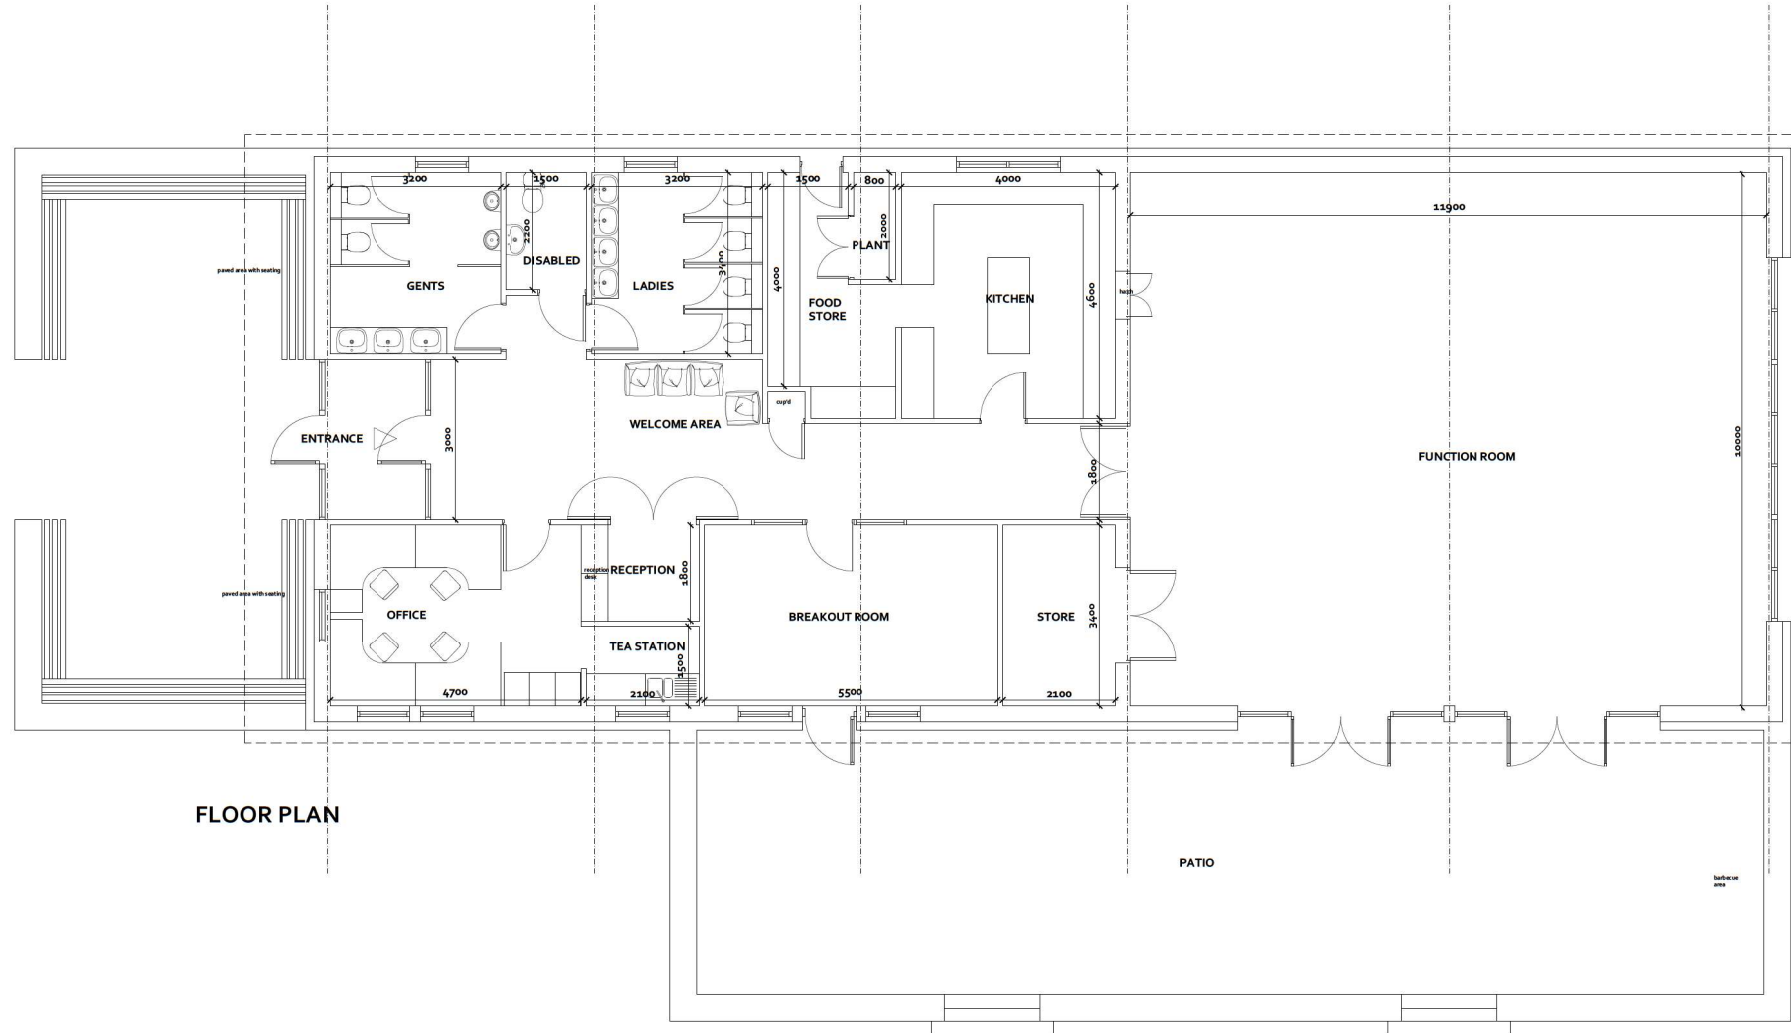 3200
1500
3200
1500
800
4000
11900
2200
2000
PLANT
DISABLED
3400
paved area with seating
4000
GENTS
LADIES
hatch
KITCHEN
4600
FOOD
STORE
cup'd
WELCOME AREA
ENTRANCE
3000
10000
FUNCTION ROOM
1800
reception
desk
RECEPTION
1800
paved area with seating
OFFICE
BREAKOUT ROOM
STORE
3400
TEA STATION
1500
4700
2100
5500
2100
FLOOR PLAN
PATIO
barbecue
area